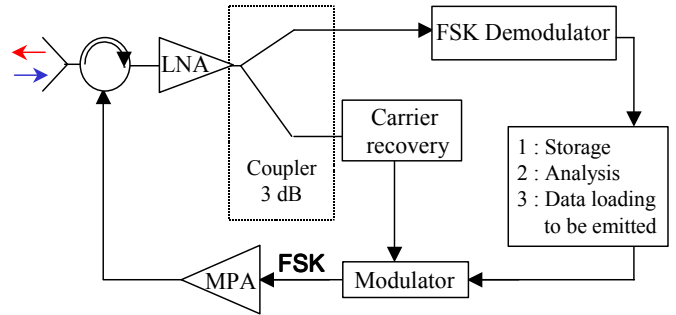 LNA
Coupler
3 dB
FSK Demodulator
Carrier
recovery
1 : Storage
2 : Analysis
3 : Data loading
to be emitted
MPA
FSK
Modulator